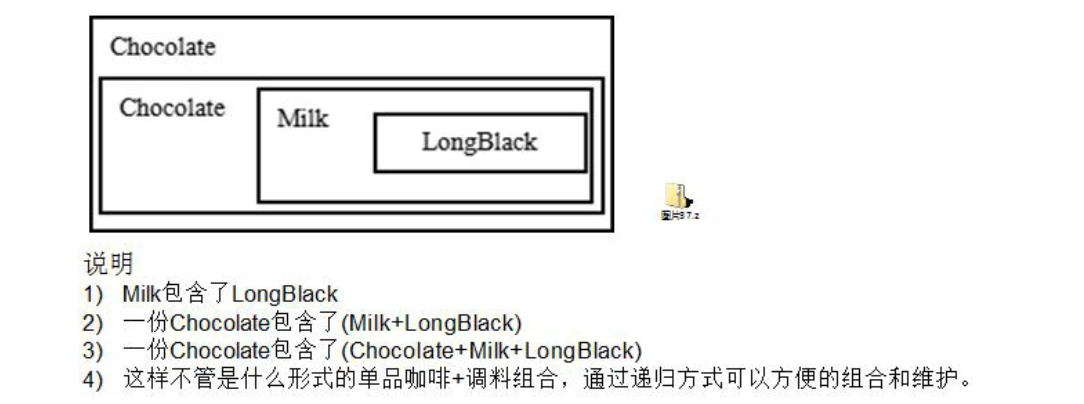 Chocolate
Chocolate
Milk
LongBlack
图片37.z
说明
1) Milk包含了LongBlack
2) 一份Chocolate包含了(Milk+LongBlack)
3) 一份Chocolate包含了(Chocolate+Milk+LongBlack)
4) 这样不管是什么形式的单品咖啡+调料组合，通过递归方式可以方便的组合和维护。